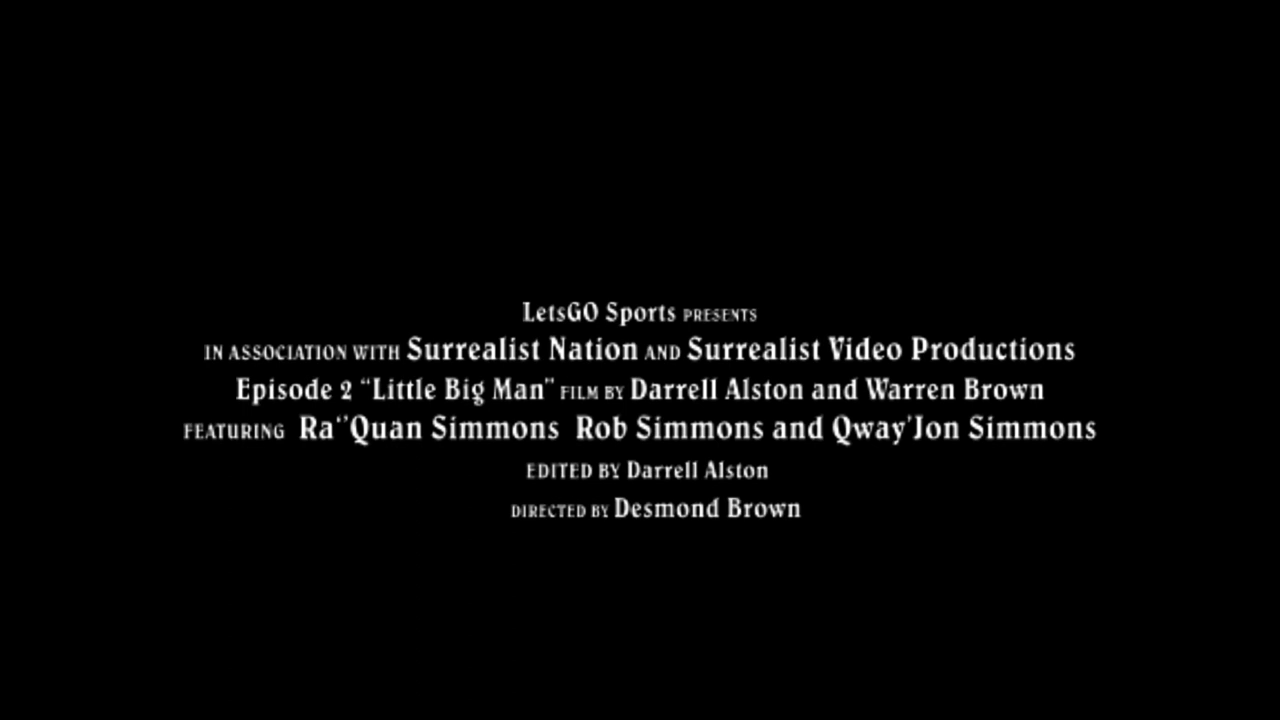 LetsGO Sports PRESENTS
IN ASSOCIATION WITH Surrealist Nation AND Surrealist Video Productions
Episode 2 “Little Big Man” FILM BY Darrell Alston and Warren Brown
FEATURING Ra‘’Quan Simmons Rob Simmons and Qway’Jon Simmons
EDITED BY Darrell Alston
DIRECTED BY Desmond Brown